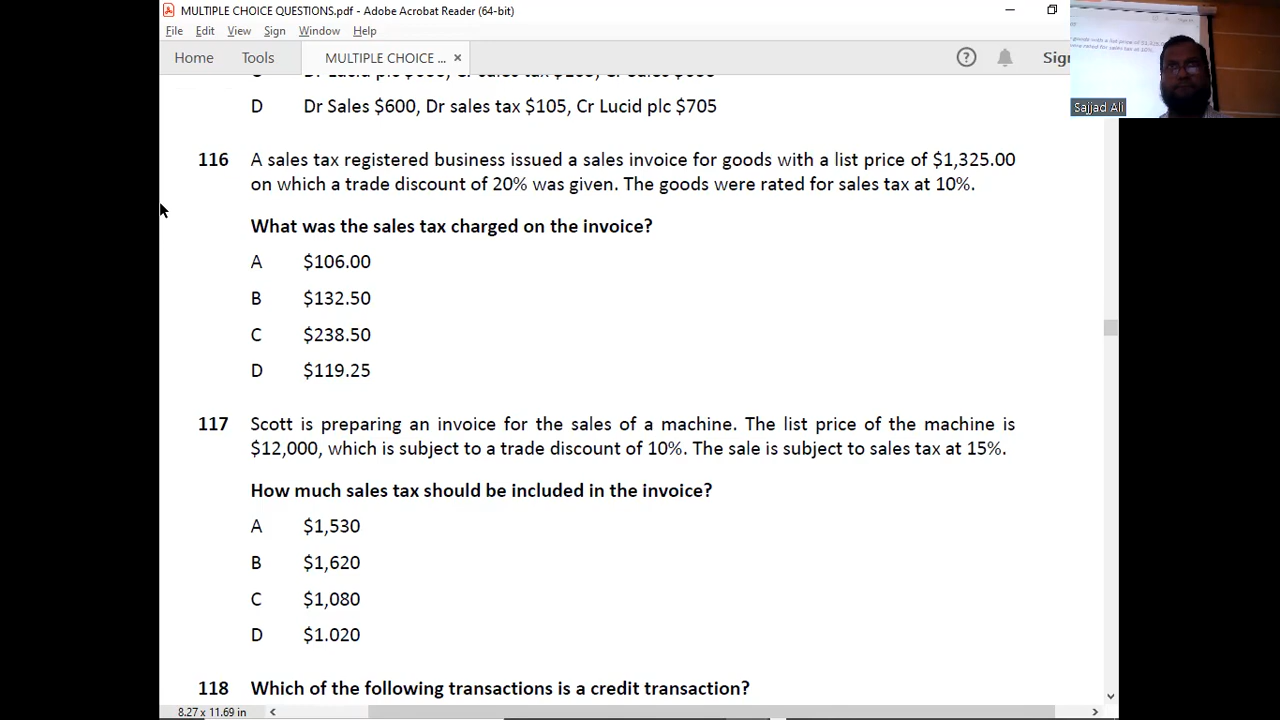 MULTIPLE CHOICE QUESTIONS.pdf - Adobe Acrobat Reader (64-bit)
File Edit View Sign Window Help
Home Tools MULTIPLE CHOICE ... × Sign
Sajjad Ali
D Dr Sales $600, Dr sales tax $105, Cr Lucid plc $705
116 A sales tax registered business issued a sales invoice for goods with a list price of $1,325.00
on which a trade discount of 20% was given. The goods were rated for sales tax at 10%.
What was the sales tax charged on the invoice?
A $106.00
B $132.50
C $238.50
D $119.25
117 Scott is preparing an invoice for the sales of a machine. The list price of the machine is
$12,000, which is subject to a trade discount of 10%. The sale is subject to sales tax at 15%.
How much sales tax should be included in the invoice?
A $1,530
B $1,620
C $1,080
D $1.020
118 Which of the following transactions is a credit transaction?
8.27 x 11.69 in